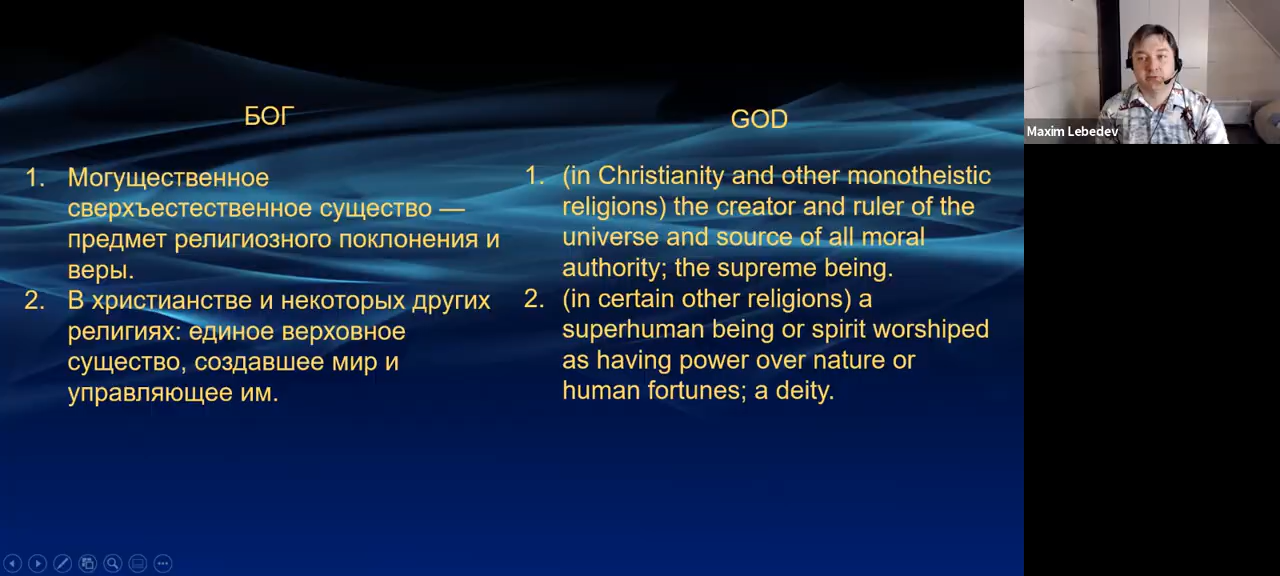 БОГ
1. Могущественное
сверхъестественное существо —
предмет религиозного поклонения и
веры.
2. В христианстве и некоторых других
религиях: единое верховное
существо, создавшее мир и
управляющее им.
GOD
1. (in Christianity and other monotheistic
religions) the creator and ruler of the
universe and source of all moral
authority; the supreme being.
2. (in certain other religions) a
superhuman being or spirit worshiped
as having power over nature or
human fortunes; a deity.
Maxim Lebedev